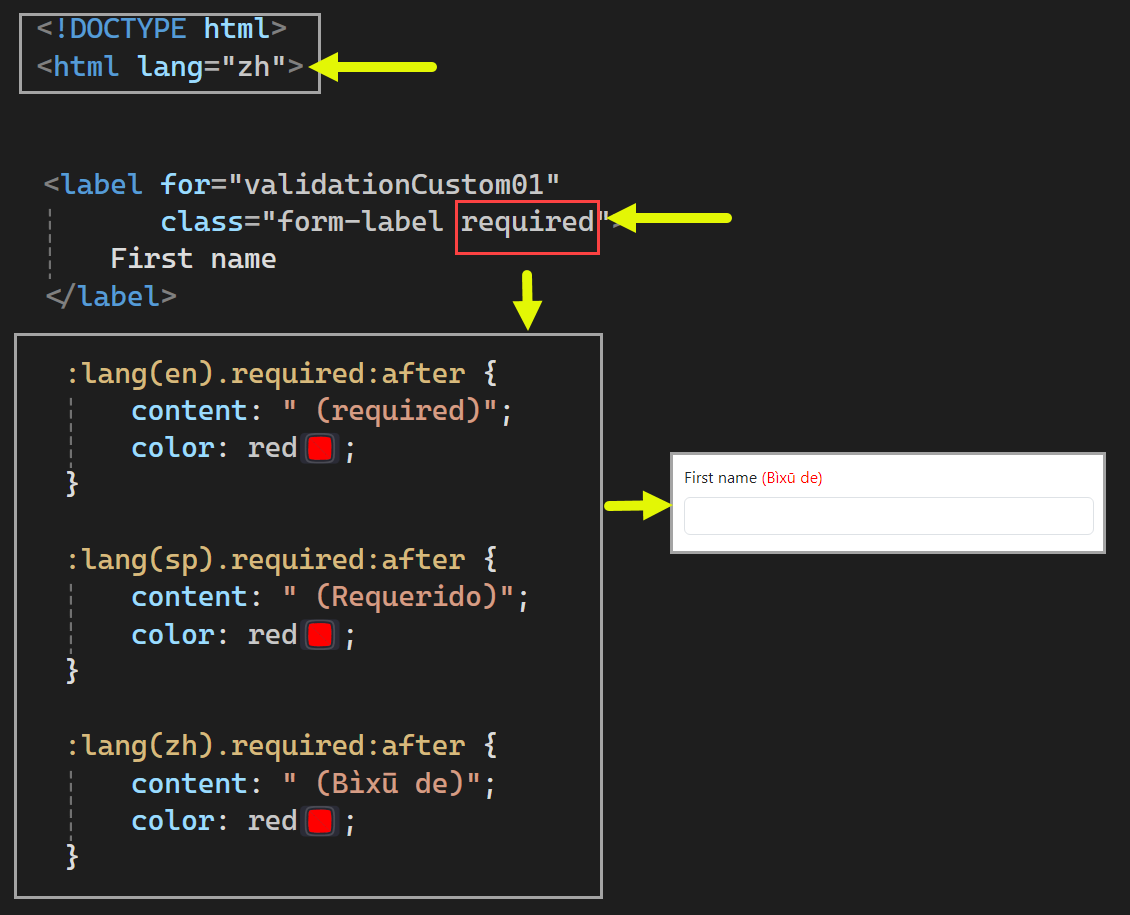 <!DOCTYPE html>
<html lang="zh">
<label for="validationCustom01"
class="form-label required">
First name
</label>
:lang(en).required:after {
content: " (required)";
color: red;
}
:lang(sp).required:after {
content: " (Requerido)";
color: red;
}
:lang(zh).required:after {
content: " (Bìxū de)";
color: red;
}
First name (Bìxū de)